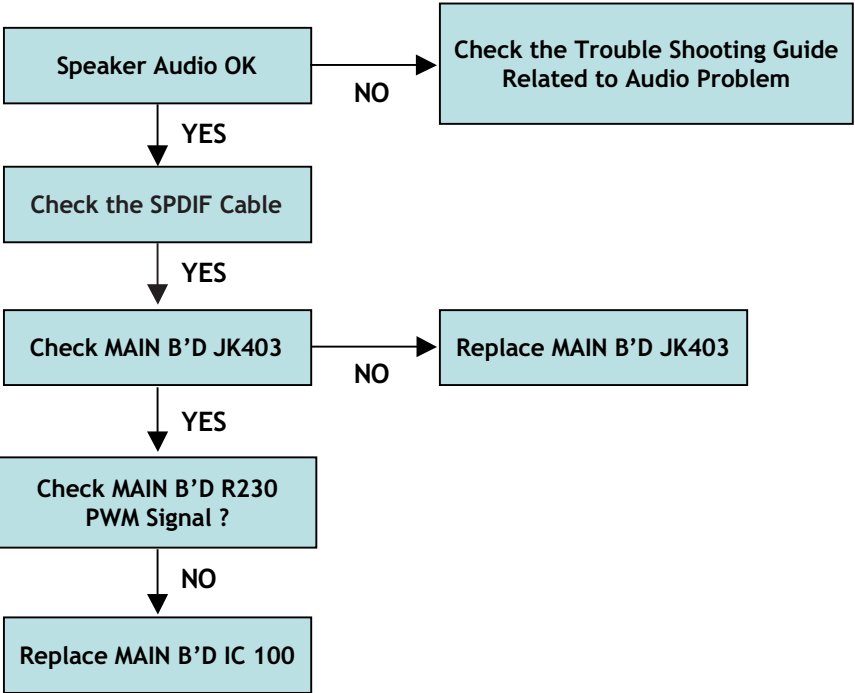 Speaker Audio OK
NO
Check the Trouble Shooting Guide
Related to Audio Problem
YES
Check the SPDIF Cable
YES
Check MAIN B’D JK403
NO
Replace MAIN B’D JK403
YES
Check MAIN B’D R230
PWM Signal ?
NO
Replace MAIN B’D IC 100